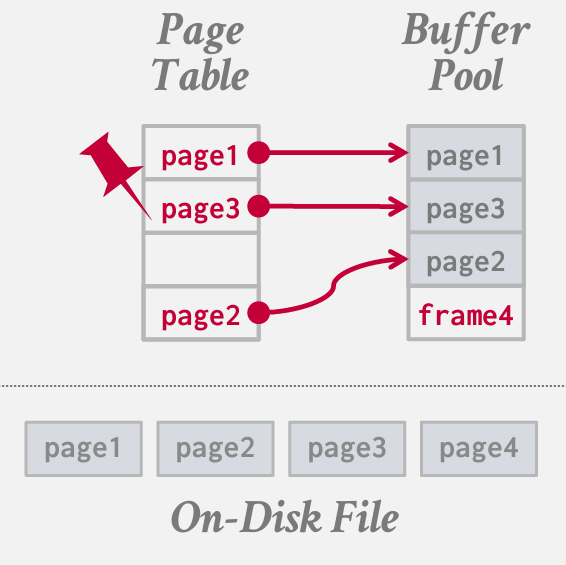 Page
Table
Buffer
Pool
page1
page3
page2
page1
page3
page2
frame4
page1 page2 page3 page4
On-Disk File